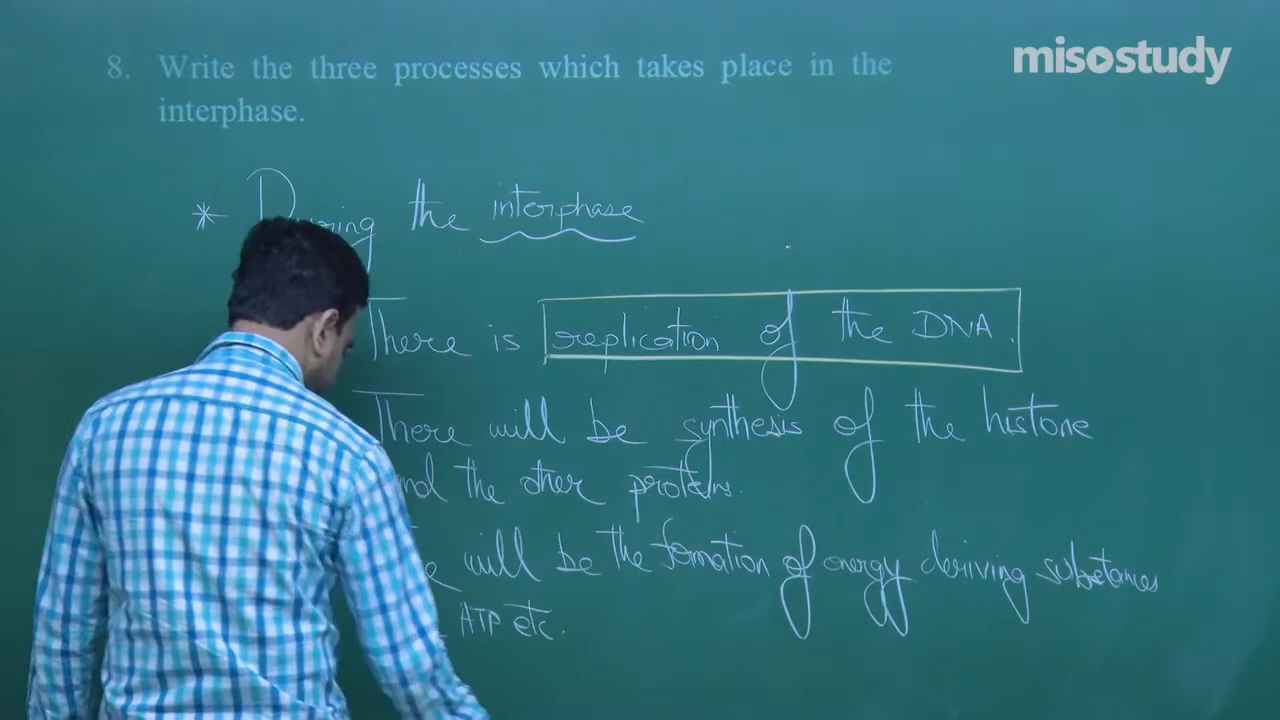 misostudy
8. Write the three processes which takes place in the
interphase.
* During the interphase
There is replication of the DNA.
There will be synthesis of the histone
and the other proteins.
will be the formation of energy deriving substances
ATP etc.